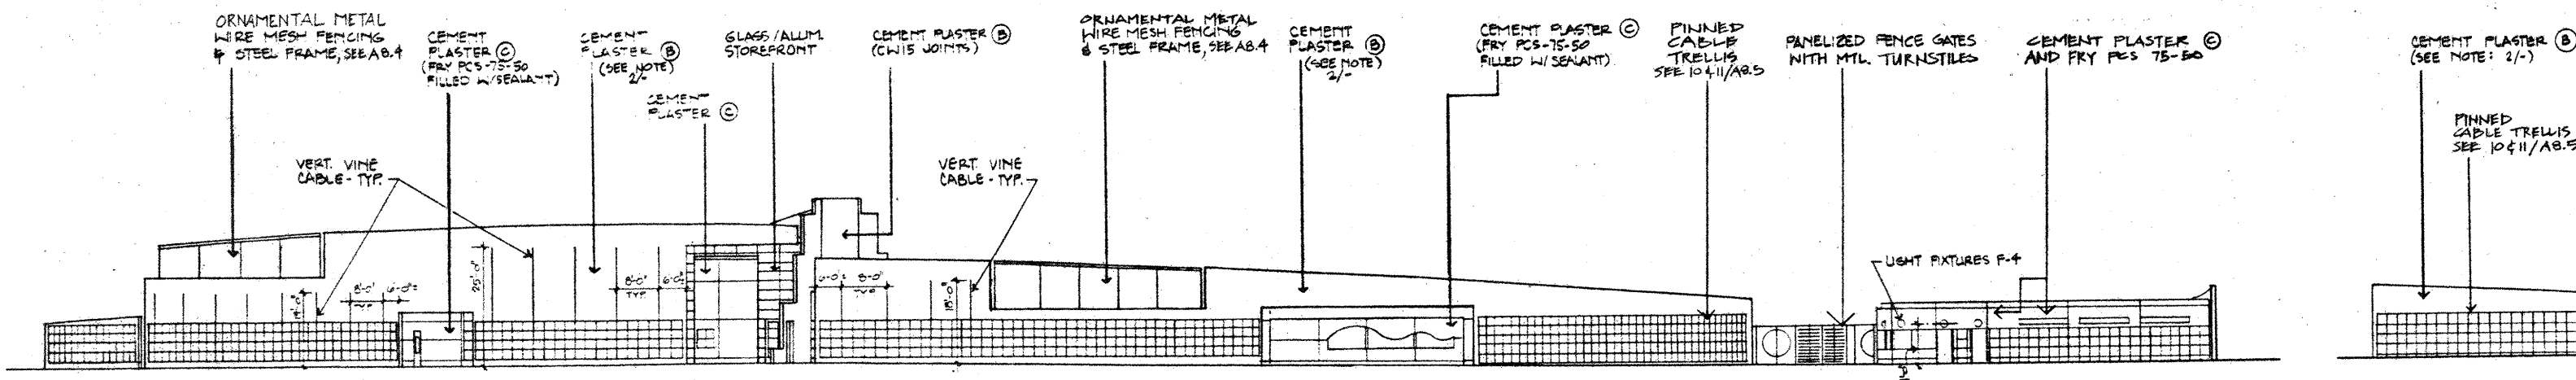 ORNAMENTAL METAL
WIRE MESH FENCING
& STEEL FRAME, SEE A8.4
CEMENT
PLASTER Ⓒ
(FRY PCS-75-50
FILLED W/SEALANT)
CEMENT
PLASTER Ⓑ
(SEE NOTE)
2/-
CEMENT
PLASTER Ⓒ
GLASS/ALUM.
STOREFRONT
CEMENT PLASTER Ⓑ
(CW15 JOINTS)
ORNAMENTAL METAL
WIRE MESH FENCING
& STEEL FRAME, SEE A8.4
CEMENT
PLASTER Ⓑ
(SEE NOTE)
2/-
CEMENT PLASTER Ⓒ
(FRY PCS-75-50
FILLED W/ SEALANT)
PINNED
CABLE
TRELLIS
SEE 10 & 11/A8.5
PANELIZED FENCE GATES
WITH MTL. TURNSTILES
CEMENT PLASTER Ⓒ
AND FRY PCS 75-50
CEMENT PLASTER Ⓑ
(SEE NOTE: 2/-)
PINNED
CABLE TRELLIS
SEE 10 & 11/A8.5
VERT. VINE
CABLE - TYP.
VERT. VINE
CABLE - TYP.
LIGHT FIXTURES F-4
8'-0"
TYP.
6'-0"±
25'-0"
8'-0"
TYP.
6'-0"±
6'-0"±
8'-0"
TYP.
18'-0"